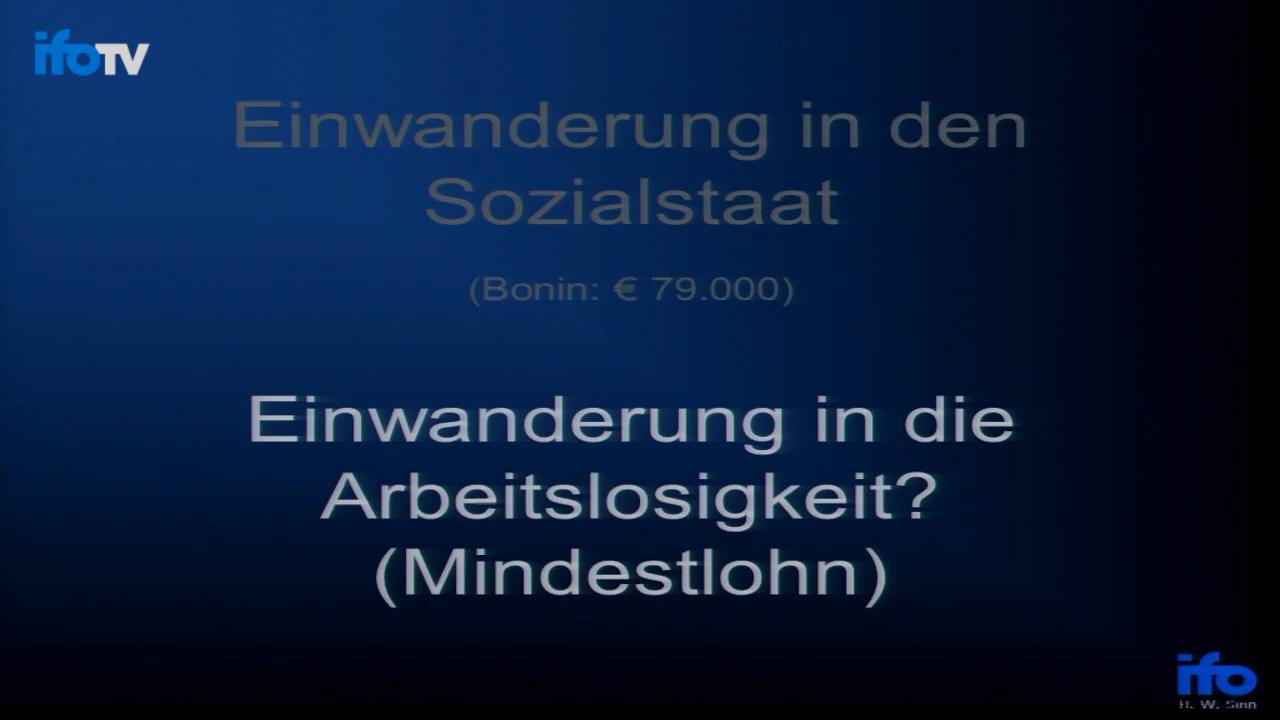 ifoTV
Einwanderung in den
Sozialstaat
(Bonin: € 79.000)
Einwanderung in die
Arbeitslosigkeit?
(Mindestlohn)
ifo
H. W. Sinn